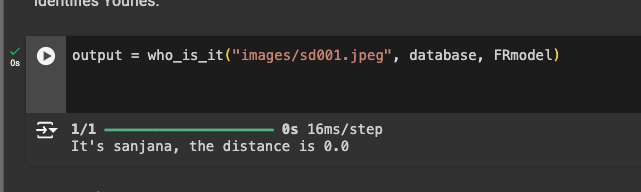 identifies Younes.
output = who_is_it("images/sd001.jpeg", database, FRmodel)
0s
1/1 0s 16ms/step
It's sanjana, the distance is 0.0